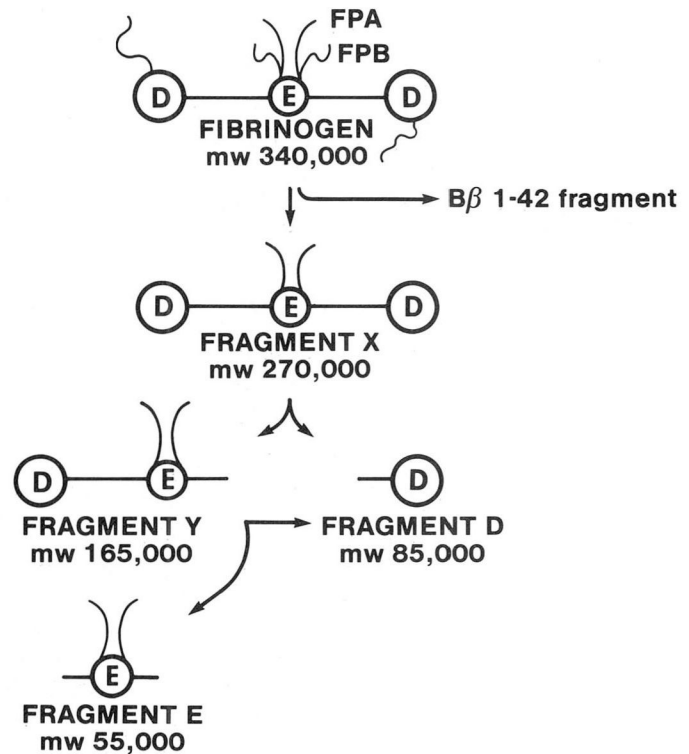 FPA
FPB
D
E
D
FIBRINOGEN
mw 340,000
Bβ 1-42 fragment
D
E
D
FRAGMENT X
mw 270,000
D
E
D
FRAGMENT Y
mw 165,000
FRAGMENT D
mw 85,000
E
FRAGMENT E
mw 55,000